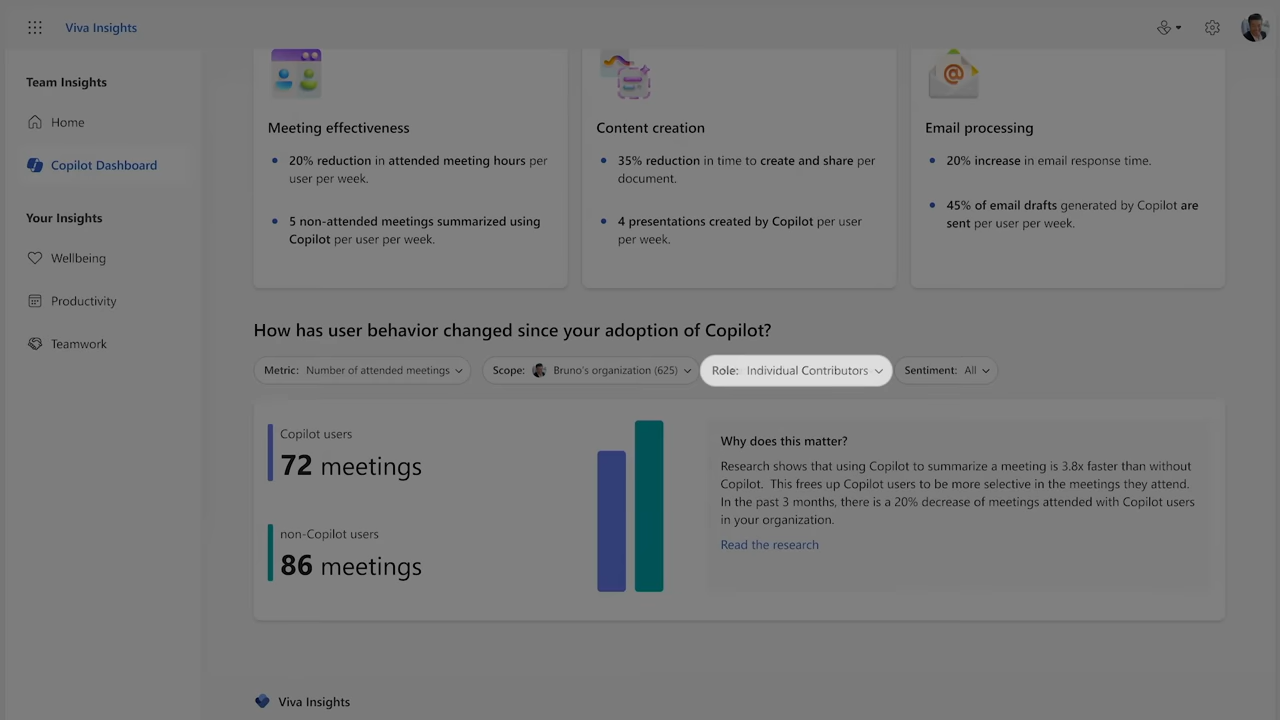 Viva Insights
Team Insights
Home
Copilot Dashboard
Your Insights
Wellbeing
Productivity
Teamwork
Meeting effectiveness
20% reduction in attended meeting hours per
user per week.
5 non-attended meetings summarized using
Copilot per user per week.
Content creation
35% reduction in time to create and share per
document.
4 presentations created by Copilot per user
per week.
Email processing
20% increase in email response time.
45% of email drafts generated by Copilot are
sent per user per week.
How has user behavior changed since your adoption of Copilot?
Metric: Number of attended meetings
Scope: Bruno's organization (625)
Role: Individual Contributors
Sentiment: All
Copilot users
72 meetings
non-Copilot users
86 meetings
Why does this matter?
Research shows that using Copilot to summarize a meeting is 3.8x faster than without
Copilot. This frees up Copilot users to be more selective in the meetings they attend.
In the past 3 months, there is a 20% decrease of meetings attended with Copilot users
in your organization.
Read the research
Viva Insights